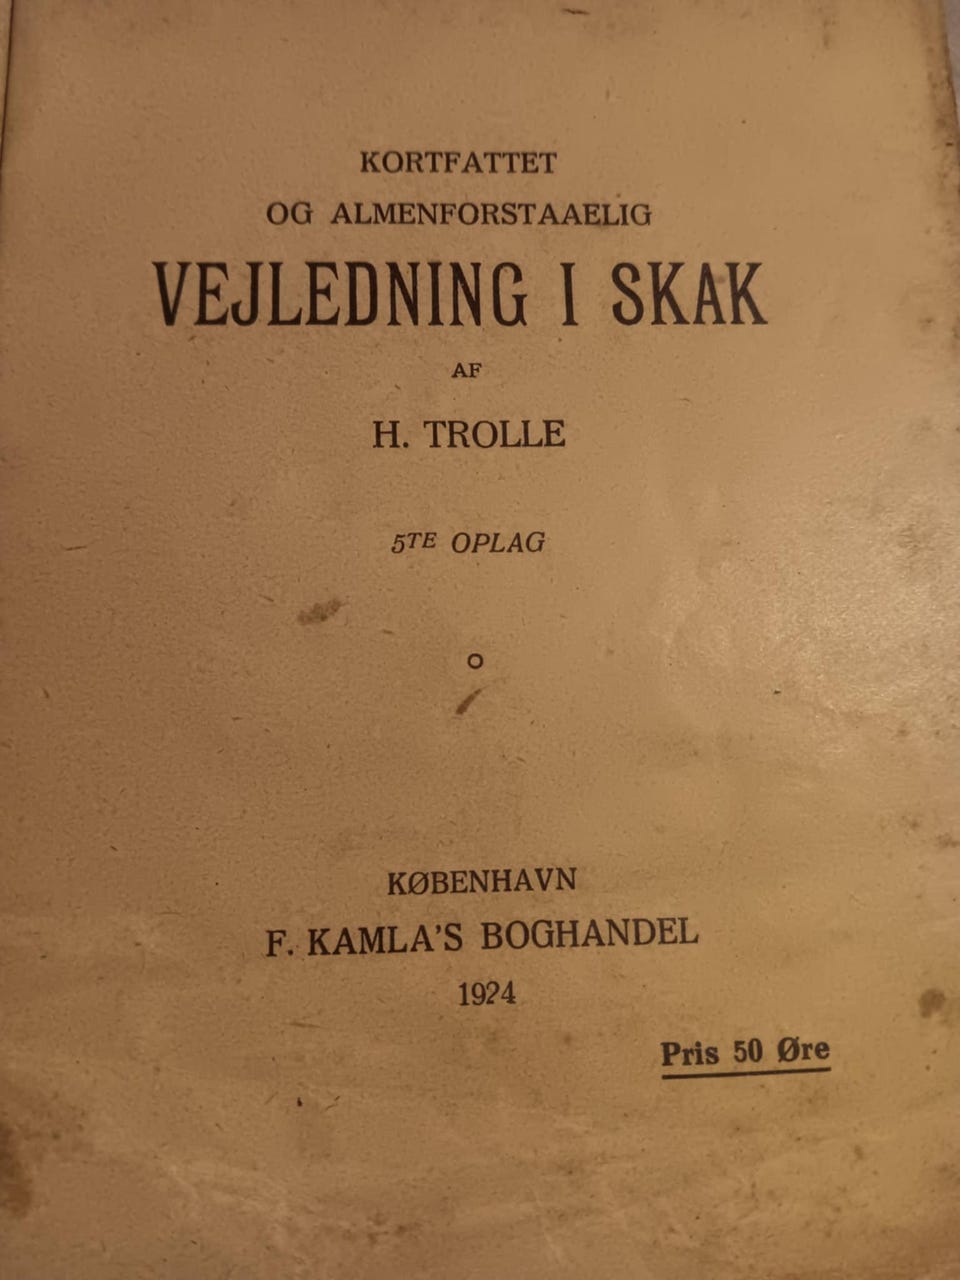 KORTFATTET
OG ALMENFORSTAAELIG
VEJLEDNING I SKAK
AF
H. TROLLE
5TE OPLAG
KØBENHAVN
F. KAMLA'S BOGHANDEL
1924
Pris 50 Øre